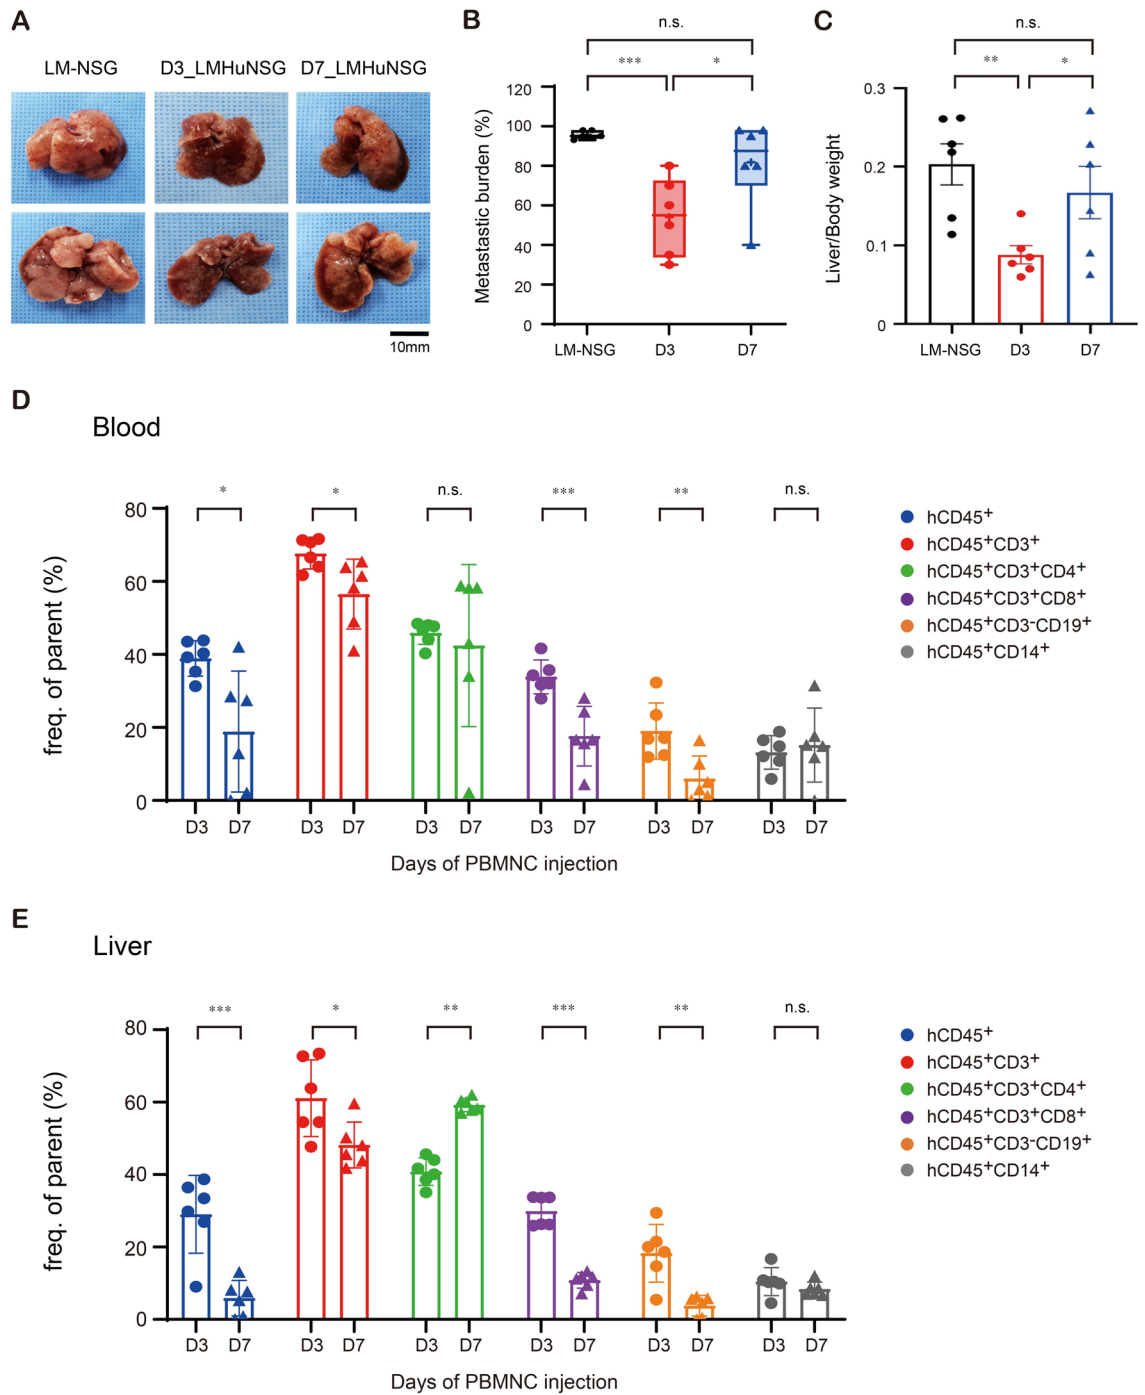 A
LM-NSG D3_LMHuNSG D7_LMHuNSG
10mm
B
n.s.
*** *
Metastastic burden (%)
120
100
80
60
40
20
0
LM-NSG D3 D7
C
n.s.
** *
Liver/Body weight
0.3
0.2
0.1
0
LM-NSG D3 D7
D
Blood
* * n.s. *** ** n.s.
freq. of parent (%)
80
60
40
20
0
D3 D7 D3 D7 D3 D7 D3 D7 D3 D7 D3 D7
Days of PBMNC injection
hCD45+
hCD45+CD3+
hCD45+CD3+CD4+
hCD45+CD3+CD8+
hCD45+CD3-CD19+
hCD45+CD14+
E
Liver
*** * ** *** ** n.s.
freq. of parent (%)
80
60
40
20
0
D3 D7 D3 D7 D3 D7 D3 D7 D3 D7 D3 D7
Days of PBMNC injection
hCD45+
hCD45+CD3+
hCD45+CD3+CD4+
hCD45+CD3+CD8+
hCD45+CD3-CD19+
hCD45+CD14+